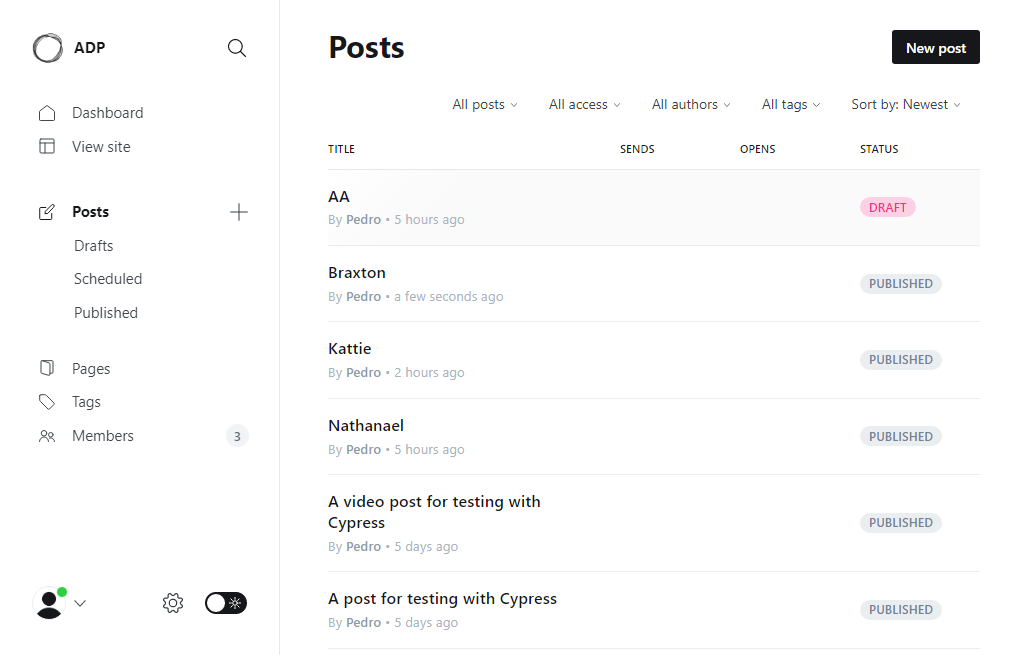 ADP
Dashboard
View site
Posts
Drafts
Scheduled
Published
Pages
Tags
Members 3
Posts
New post
All posts All access All authors All tags Sort by: Newest
TITLE SENDS OPENS STATUS
AA
By Pedro • 5 hours ago
DRAFT
Braxton
By Pedro • a few seconds ago
PUBLISHED
Kattie
By Pedro • 2 hours ago
PUBLISHED
Nathanael
By Pedro • 5 hours ago
PUBLISHED
A video post for testing with
Cypress
By Pedro • 5 days ago
PUBLISHED
A post for testing with Cypress
By Pedro • 5 days ago
PUBLISHED